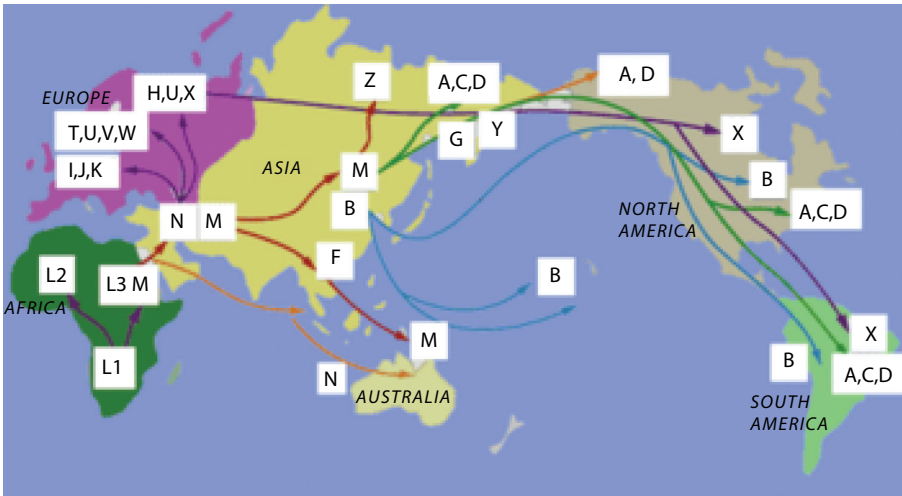 Z
A,C,D
A, D
EUROPE
H,U,X
T,U,V,W
G
Y
X
I,J,K
ASIA
M
B
B
N
M
NORTH
AMERICA
A,C,D
F
B
L2
L3 M
AFRICA
L1
M
X
B
A,C,D
N
AUSTRALIA
SOUTH
AMERICA